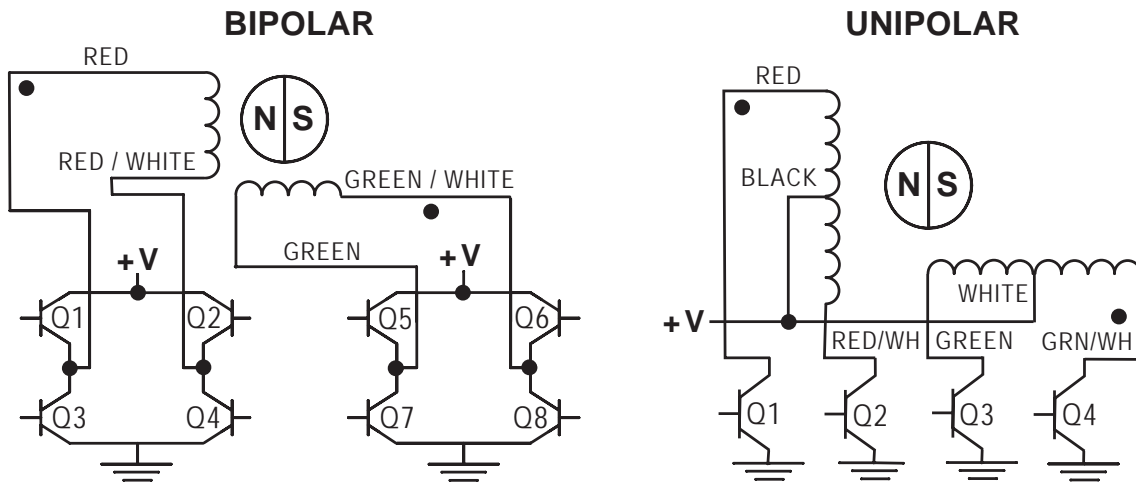 BIPOLAR
RED
N S
RED / WHITE
GREEN / WHITE
GREEN
+V
+V
Q1 Q2 Q5 Q6
Q3 Q4 Q7 Q8
UNIPOLAR
RED
BLACK
N S
WHITE
+V
RED/WH GREEN GRN/WH
Q1 Q2 Q3 Q4